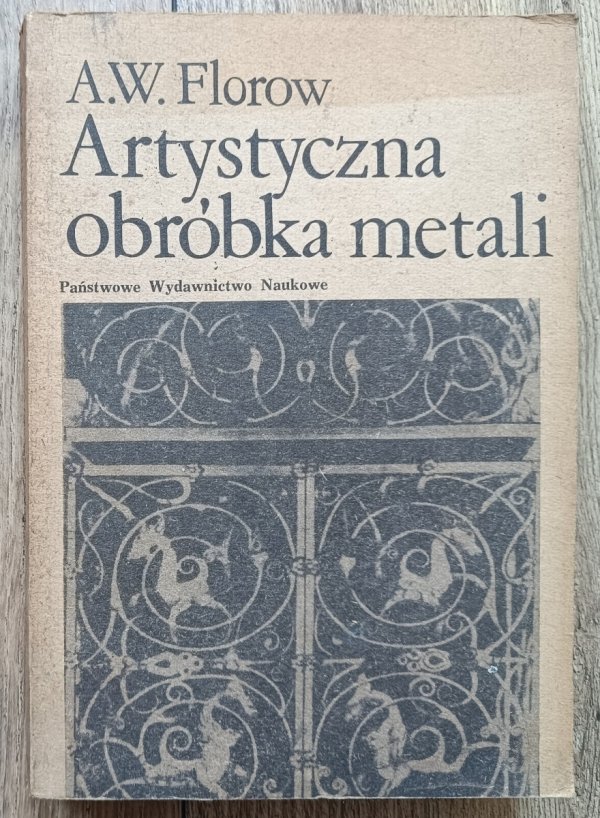 A.W. Florow
Artystyczna
obróbka metali
Państwowe Wydawnictwo Naukowe